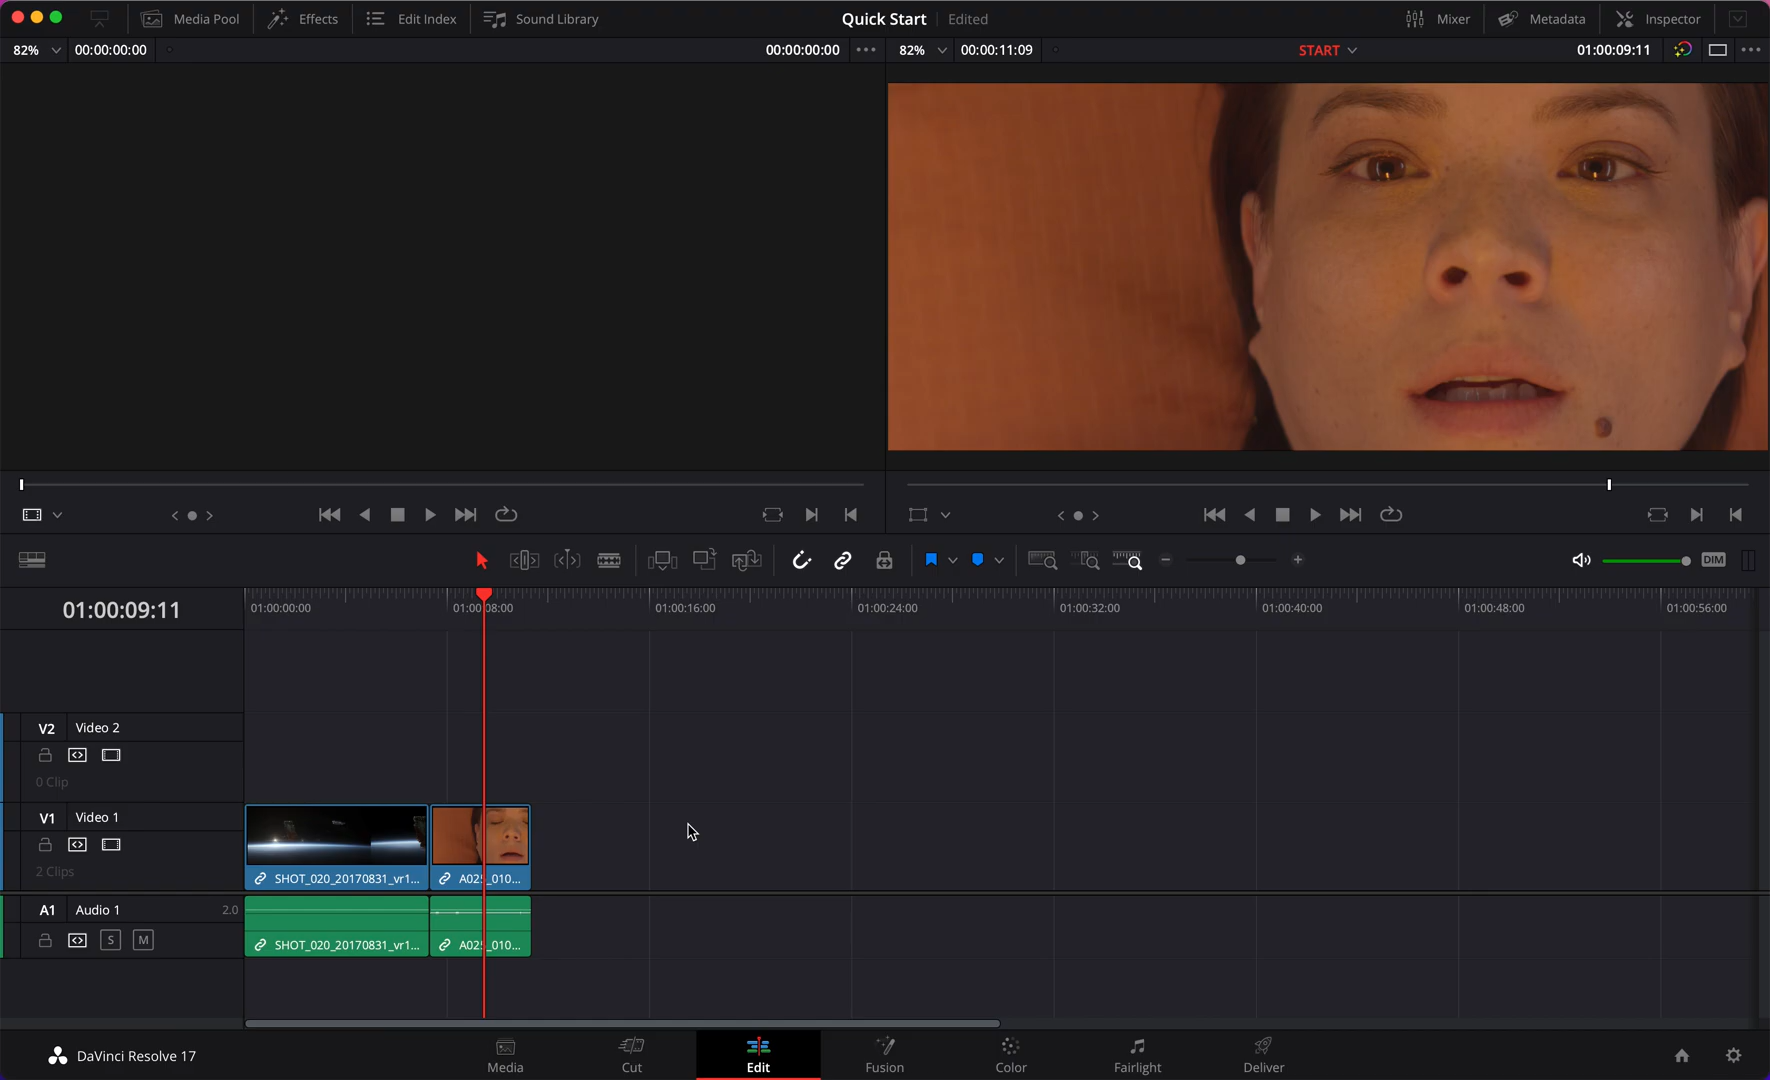 Media Pool Effects Edit Index Sound Library Quick Start Edited Mixer Metadata Inspector
82% 00:00:00:00 00:00:00:00 82% 00:00:11:09 START 01:00:09:11
DIM
01:00:09:11 01:00:00:00 01:00:08:00 01:00:16:00 01:00:24:00 01:00:32:00 01:00:40:00 01:00:48:00 01:00:56:00
V2 Video 2
0 Clip
V1 Video 1
2 Clips SHOT_020_20170831_vr1... A025_010...
A1 Audio 1 2.0
S M SHOT_020_20170831_vr1... A025_010...
DaVinci Resolve 17 Media Cut Edit Fusion Color Fairlight Deliver